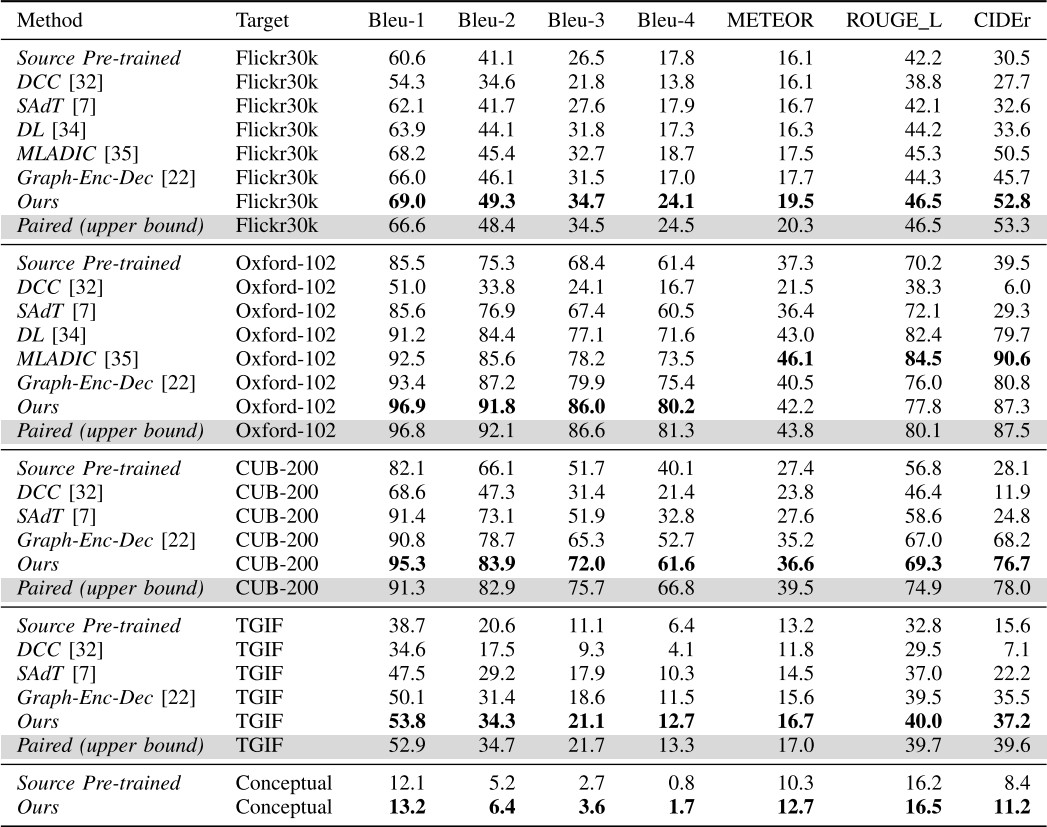 Method Target Bleu-1 Bleu-2 Bleu-3 Bleu-4 METEOR ROUGE_L CIDEr
Source Pre-trained Flickr30k 60.6 41.1 26.5 17.8 16.1 42.2 30.5
DCC [32] Flickr30k 54.3 34.6 21.8 13.8 16.1 38.8 27.7
SAdT [7] Flickr30k 62.1 41.7 27.6 17.9 16.7 42.1 32.6
DL [34] Flickr30k 63.9 44.1 31.8 17.3 16.3 44.2 33.6
MLADIC [35] Flickr30k 68.2 45.4 32.7 18.7 17.5 45.3 50.5
Graph-Enc-Dec [22] Flickr30k 66.0 46.1 31.5 17.0 17.7 44.3 45.7
Ours Flickr30k 69.0 49.3 34.7 24.1 19.5 46.5 52.8
Paired (upper bound) Flickr30k 66.6 48.4 34.5 24.5 20.3 46.5 53.3
Source Pre-trained Oxford-102 85.5 75.3 68.4 61.4 37.3 70.2 39.5
DCC [32] Oxford-102 51.0 33.8 24.1 16.7 21.5 38.3 6.0
SAdT [7] Oxford-102 85.6 76.9 67.4 60.5 36.4 72.1 29.3
DL [34] Oxford-102 91.2 84.4 77.1 71.6 43.0 82.4 79.7
MLADIC [35] Oxford-102 92.5 85.6 78.2 73.5 46.1 84.5 90.6
Graph-Enc-Dec [22] Oxford-102 93.4 87.2 79.9 75.4 40.5 76.0 80.8
Ours Oxford-102 96.9 91.8 86.0 80.2 42.2 77.8 87.3
Paired (upper bound) Oxford-102 96.8 92.1 86.6 81.3 43.8 80.1 87.5
Source Pre-trained CUB-200 82.1 66.1 51.7 40.1 27.4 56.8 28.1
DCC [32] CUB-200 68.6 47.3 31.4 21.4 23.8 46.4 11.9
SAdT [7] CUB-200 91.4 73.1 51.9 32.8 27.6 58.6 24.8
Graph-Enc-Dec [22] CUB-200 90.8 78.7 65.3 52.7 35.2 67.0 68.2
Ours CUB-200 95.3 83.9 72.0 61.6 36.6 69.3 76.7
Paired (upper bound) CUB-200 91.3 82.9 75.7 66.8 39.5 74.9 78.0
Source Pre-trained TGIF 38.7 20.6 11.1 6.4 13.2 32.8 15.6
DCC [32] TGIF 34.6 17.5 9.3 4.1 11.8 29.5 7.1
SAdT [7] TGIF 47.5 29.2 17.9 10.3 14.5 37.0 22.2
Graph-Enc-Dec [22] TGIF 50.1 31.4 18.6 11.5 15.6 39.5 35.5
Ours TGIF 53.8 34.3 21.1 12.7 16.7 40.0 37.2
Paired (upper bound) TGIF 52.9 34.7 21.7 13.3 17.0 39.7 39.6
Source Pre-trained Conceptual 12.1 5.2 2.7 0.8 10.3 16.2 8.4
Ours Conceptual 13.2 6.4 3.6 1.7 12.7 16.5 11.2